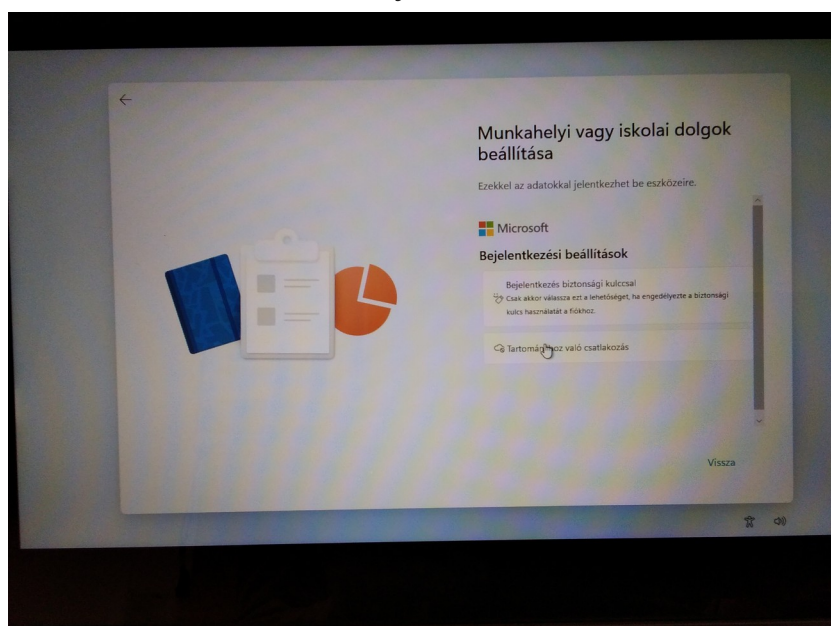 Munkahelyi vagy iskolai dolgok
beállítása
Ezekkel az adatokkal jelentkezhet be eszközeire.
Microsoft
Bejelentkezési beállítások
Bejelentkezés biztonsági kulccsal
Csak akkor válassza ezt a lehetőséget, ha engedélyezte a biztonsági
kulcs használatát a fiókhoz.
Tartományhoz való csatlakozás
Vissza